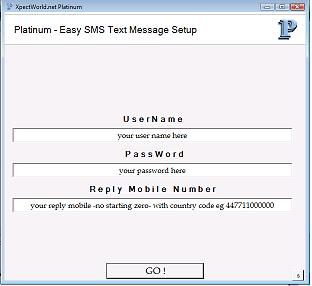 XpectWorld.net Platinum
Platinum - Easy SMS Text Message Setup
P
UserName
your user name here
PassWord
your password here
Reply Mobile Number
your reply mobile -no starting zero- with country code eg 447711000000
GO !
s